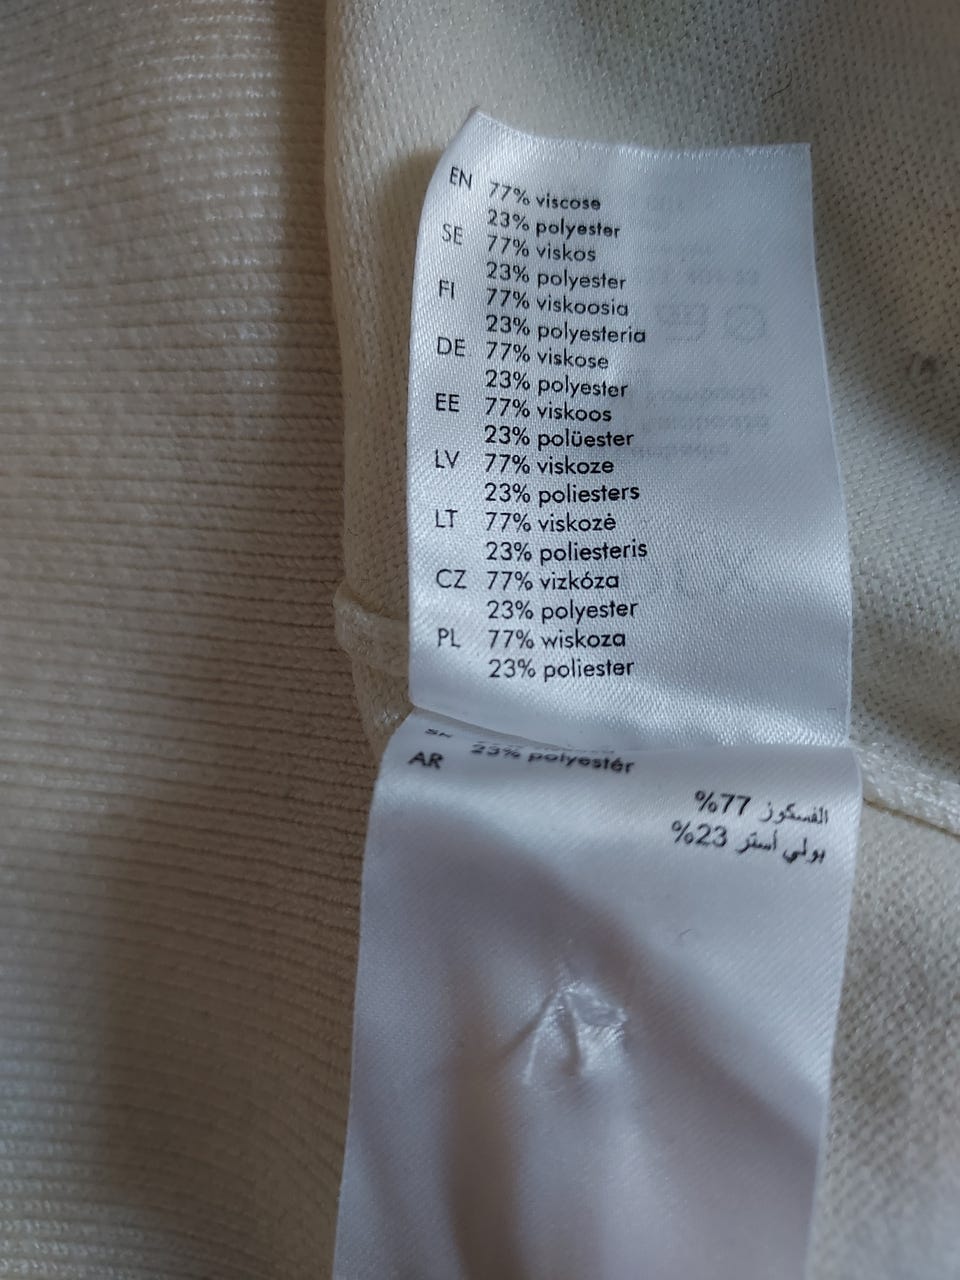 EN 77% viscose
23% polyester
SE 77% viskos
23% polyester
FI 77% viskoosia
23% polyesteria
DE 77% viskose
23% polyester
EE 77% viskoos
23% polüester
LV 77% viskoze
23% poliesters
LT 77% viskozė
23% poliesteris
CZ 77% vizkóza
23% polyester
PL 77% wiskoza
23% poliester
23% polyestér
AR
الفسكوز 77%
بولي أستر 23%